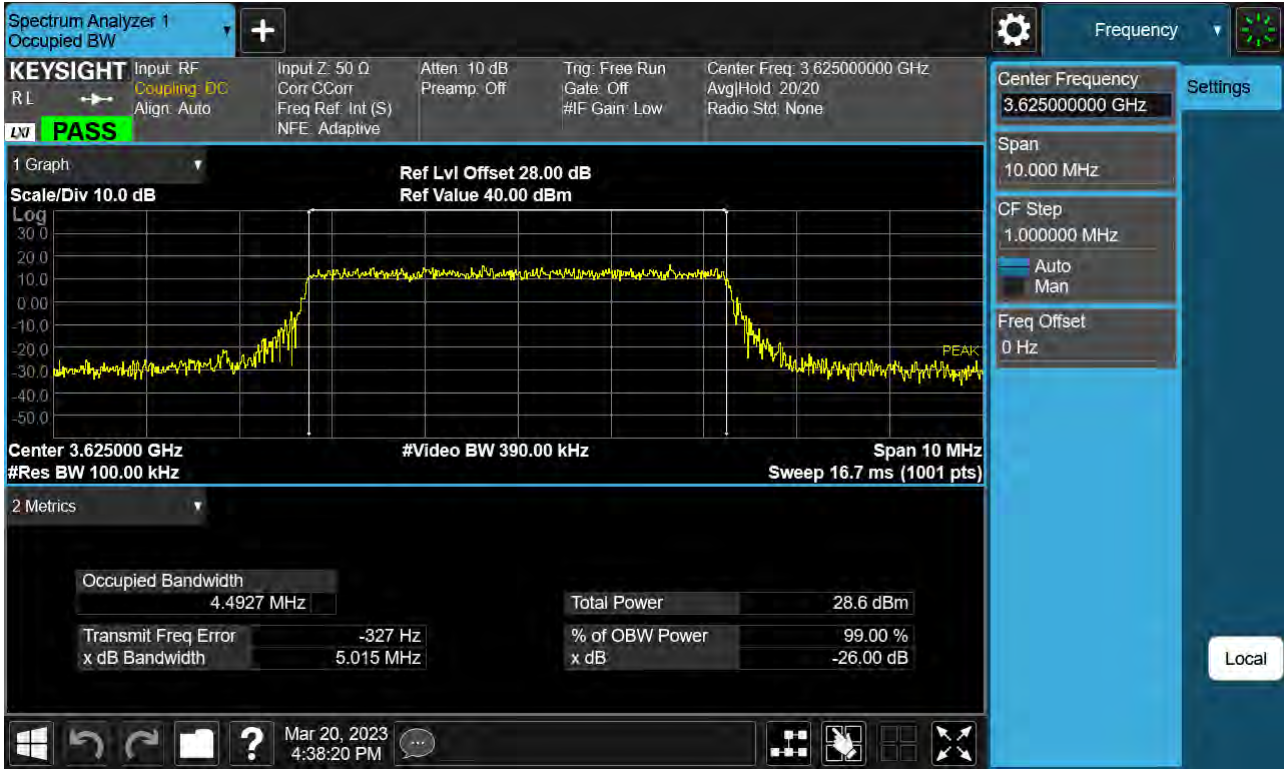 Spectrum Analyzer 1
Occupied BW
Frequency
KEYSIGHT
R L
LXI
PASS
Input: RF
Coupling: DC
Align: Auto
Input Z: 50 Ω
Corr CCorr
Freq Ref: Int (S)
NFE: Adaptive
Atten: 10 dB
Preamp: Off
Trig: Free Run
Gate: Off
#IF Gain: Low
Center Freq: 3.625000000 GHz
Avg|Hold: 20/20
Radio Std: None
1 Graph
Scale/Div 10.0 dB
Ref Lvl Offset 28.00 dB
Ref Value 40.00 dBm
Log
30.0
20.0
10.0
0.00
-10.0
-20.0
-30.0
-40.0
-50.0
PEAK
Center 3.625000 GHz
#Video BW 390.00 kHz
Span 10 MHz
#Res BW 100.00 kHz
Sweep 16.7 ms (1001 pts)
2 Metrics
Occupied Bandwidth
4.4927 MHz
Total Power 28.6 dBm
Transmit Freq Error -327 Hz
% of OBW Power 99.00 %
x dB Bandwidth 5.015 MHz
x dB -26.00 dB
Center Frequency
3.625000000 GHz
Settings
Span
10.000 MHz
CF Step
1.000000 MHz
Auto
Man
Freq Offset
0 Hz
Local
?
Mar 20, 2023
4:38:20 PM